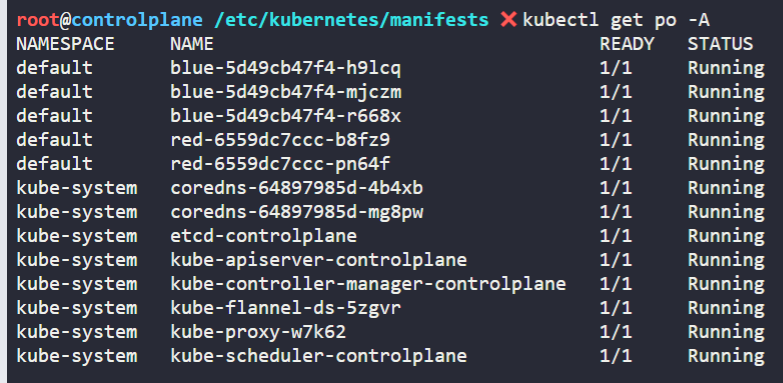 root@controlplane /etc/kubernetes/manifests ✖ kubectl get po -A
NAMESPACE NAME READY STATUS
default blue-5d49cb47f4-h9lcq 1/1 Running
default blue-5d49cb47f4-mjczm 1/1 Running
default blue-5d49cb47f4-r668x 1/1 Running
default red-6559dc7ccc-b8fz9 1/1 Running
default red-6559dc7ccc-pn64f 1/1 Running
kube-system coredns-64897985d-4b4xb 1/1 Running
kube-system coredns-64897985d-mg8pw 1/1 Running
kube-system etcd-controlplane 1/1 Running
kube-system kube-apiserver-controlplane 1/1 Running
kube-system kube-controller-manager-controlplane 1/1 Running
kube-system kube-flannel-ds-5zgvr 1/1 Running
kube-system kube-proxy-w7k62 1/1 Running
kube-system kube-scheduler-controlplane 1/1 Running